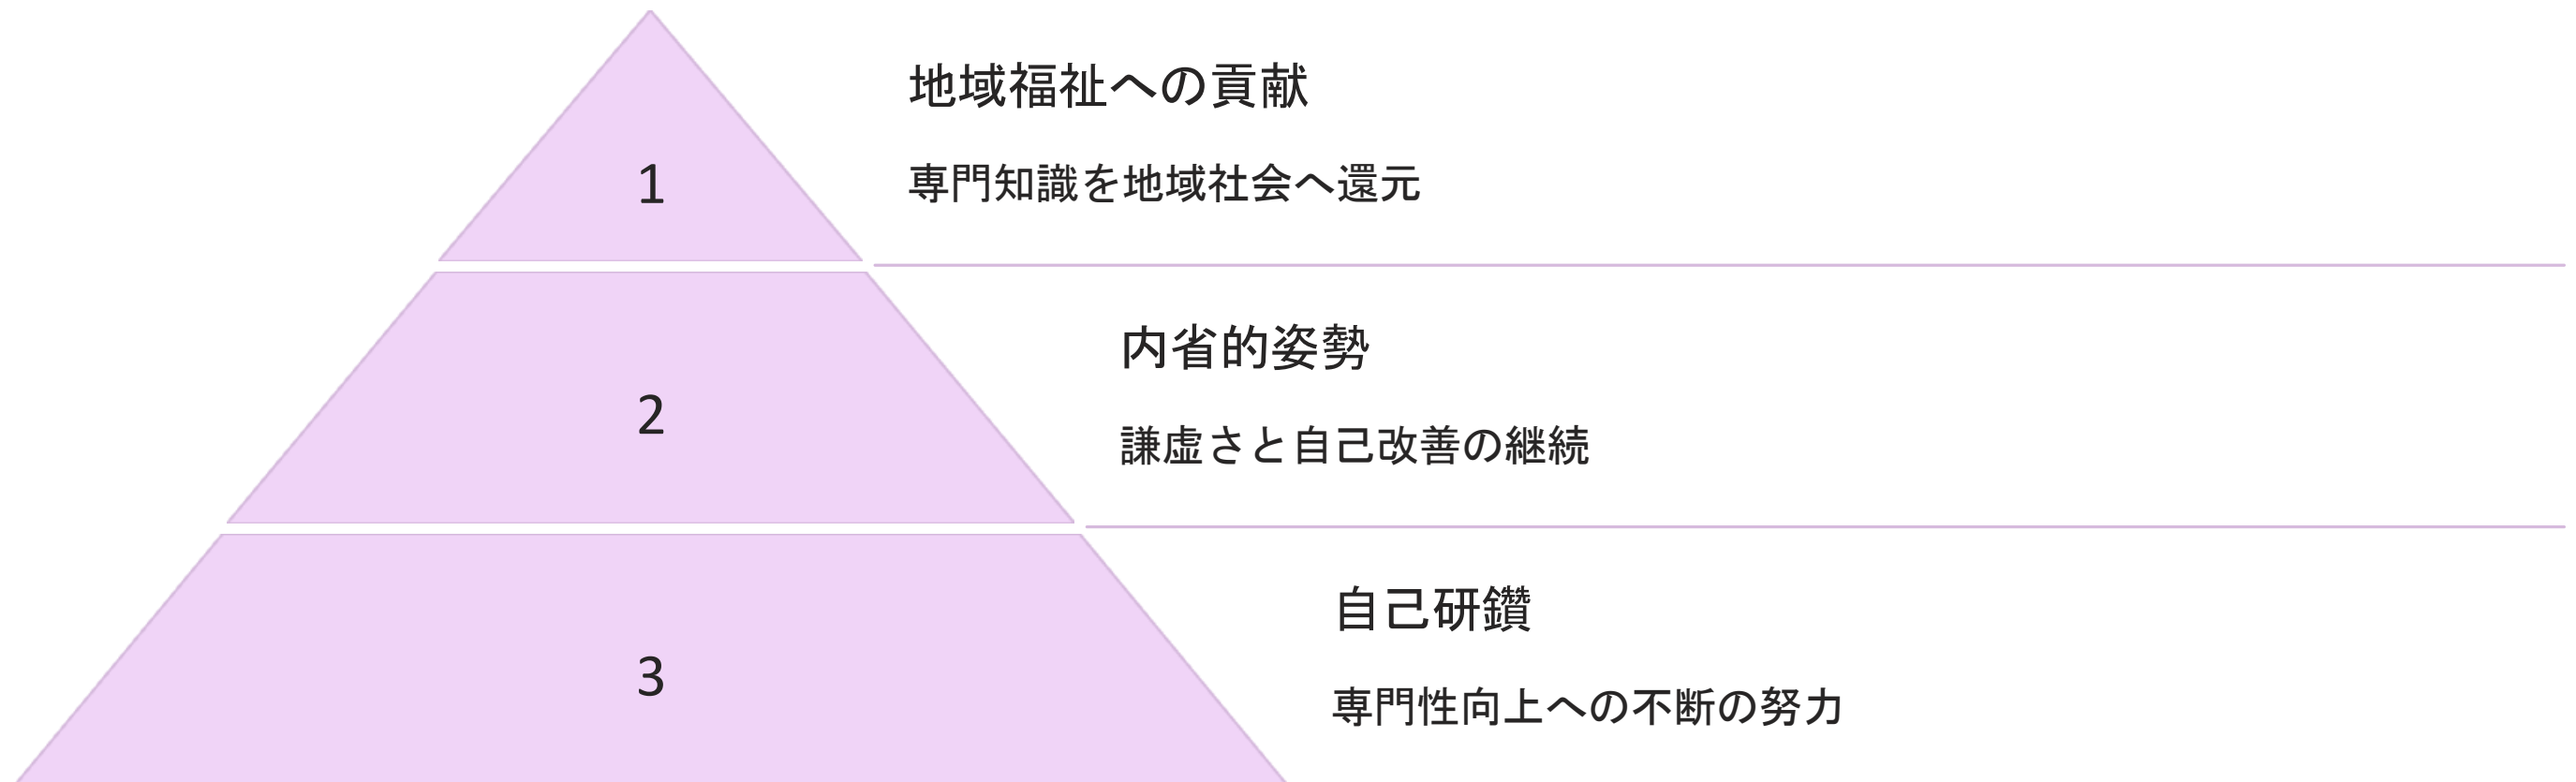 1
地域福祉への貢献
専門知識を地域社会へ還元
2
内省的姿勢
謙虚さと自己改善の継続
3
自己研鑽
専門性向上への不断の努力